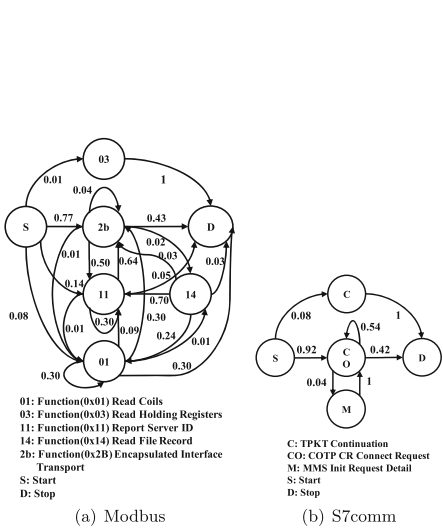 03
0.01
1
0.04
S
0.77
2b
0.43
D
0.02
0.01
0.03
0.03
0.50
0.64
0.05
0.14
11
0.70
14
0.08
0.30
0.30
0.01
0.09
0.24
0.01
01
0.30
0.30
01: Function(0x01) Read Coils
03: Function(0x03) Read Holding Registers
11: Function(0x11) Report Server ID
14: Function(0x14) Read File Record
2b: Function(0x2B) Encapsulated Interface
Transport
S: Start
D: Stop
(a) Modbus
C
0.08
1
0.54
S
0.92
C
O
0.42
D
0.04
1
M
C: TPKT Continuation
CO: COTP CR Connect Request
M: MMS Init Request Detail
S: Start
D: Stop
(b) S7comm